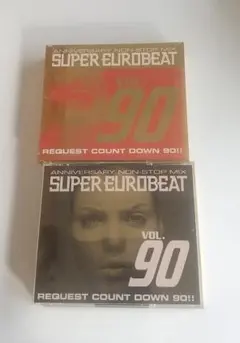 ANNIVERSARY NON-STOP MIX
SUPER EUROBEAT
90
REQUEST COUNT DOWN 90!!
ANNIVERSARY NON-STOP MIX
SUPER EUROBEAT
VOL.
90
REQUEST COUNT DOWN 90!!